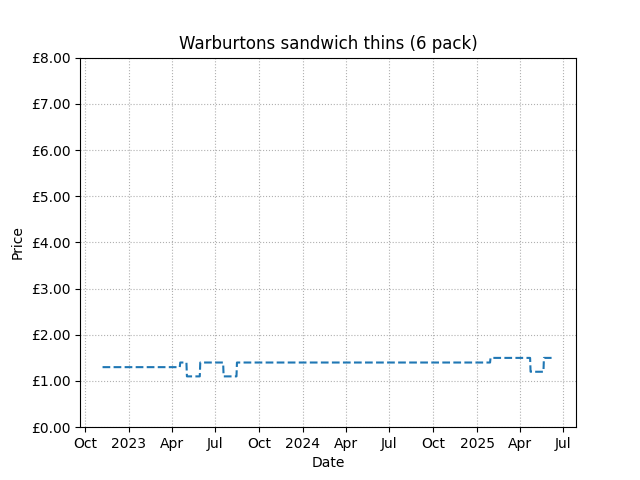 Warburtons sandwich thins (6 pack)
£8.00
£7.00
£6.00
£5.00
£4.00
£3.00
£2.00
£1.00
£0.00
Price
Oct 2023 Apr Jul Oct 2024 Apr Jul Oct 2025 Apr Jul
Date